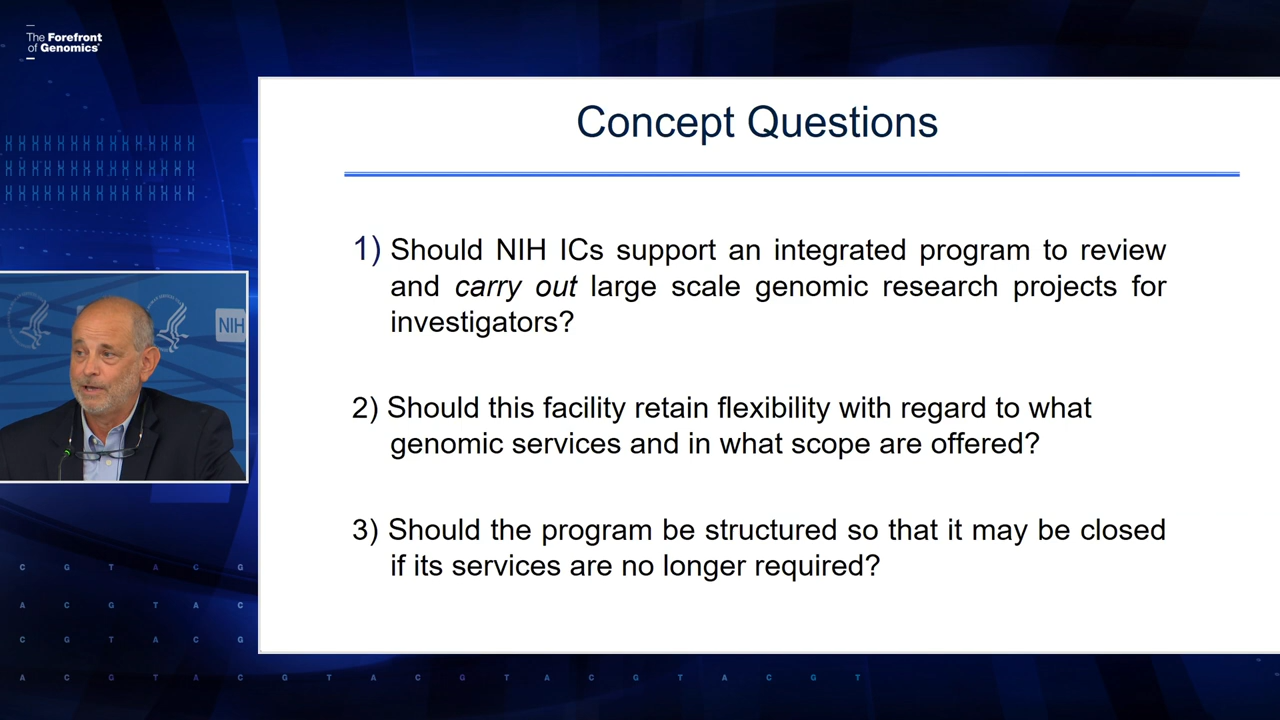 The Forefront
of Genomics®
Concept Questions
1) Should NIH ICs support an integrated program to review
and carry out large scale genomic research projects for
investigators?
2) Should this facility retain flexibility with regard to what
genomic services and in what scope are offered?
3) Should the program be structured so that it may be closed
if its services are no longer required?
NIH
C G T A C G
A C G T A C
C G T A C G
A C G T A C G T A C G T A C G T A C G T